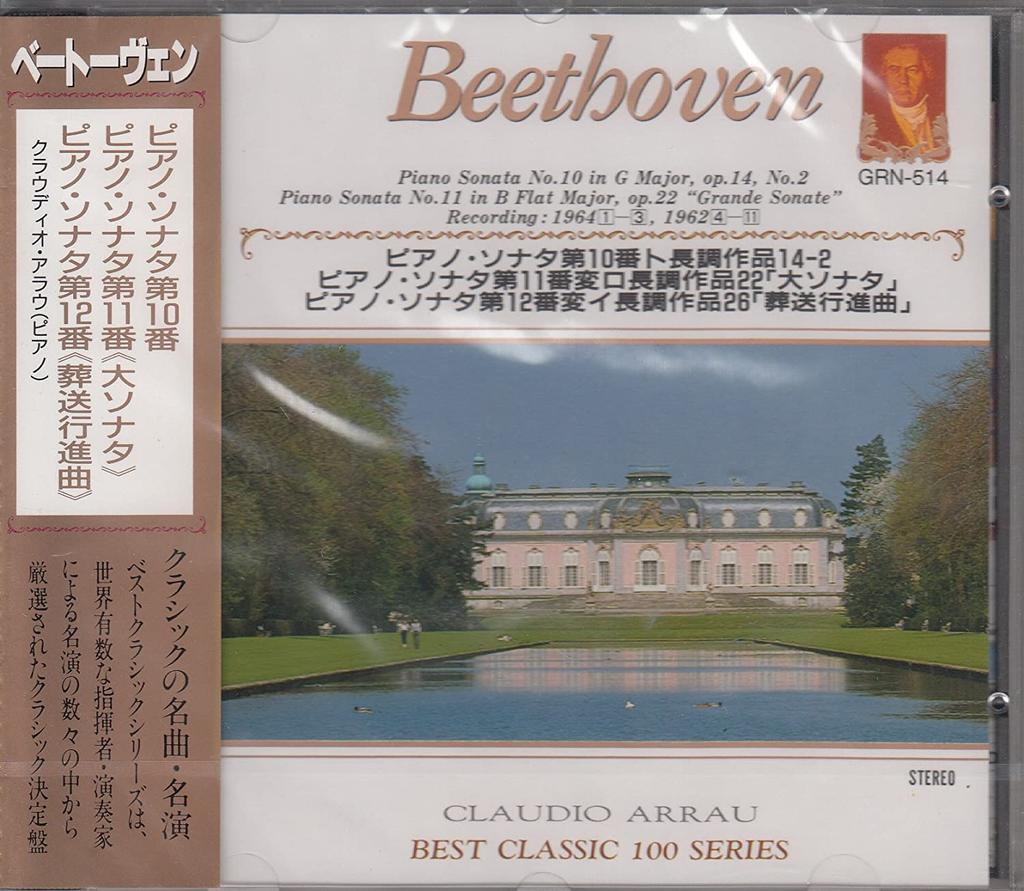 ベートーヴェン
ピアノ・ソナタ第10番
ピアノ・ソナタ第11番《大ソナタ》
ピアノ・ソナタ第12番《葬送行進曲》
クラウディオ・アラウ(ピアノ)
クラシックの名曲・名演
ベストクラシックシリーズは、
世界有数な指揮者・演奏家
による名演の数々の中から
厳選されたクラシック決定盤
Beethoven
GRN-514
Piano Sonata No.10 in G Major, op.14, No.2
Piano Sonata No.11 in B Flat Major, op.22 “Grande Sonate”
Recording: 1964 1-3, 1962 4-11
ピアノ・ソナタ第10番ト長調作品14-2
ピアノ・ソナタ第11番変ロ長調作品22「大ソナタ」
ピアノ・ソナタ第12番変イ長調作品26「葬送行進曲」
STEREO
CLAUDIO ARRAU
BEST CLASSIC 100 SERIES